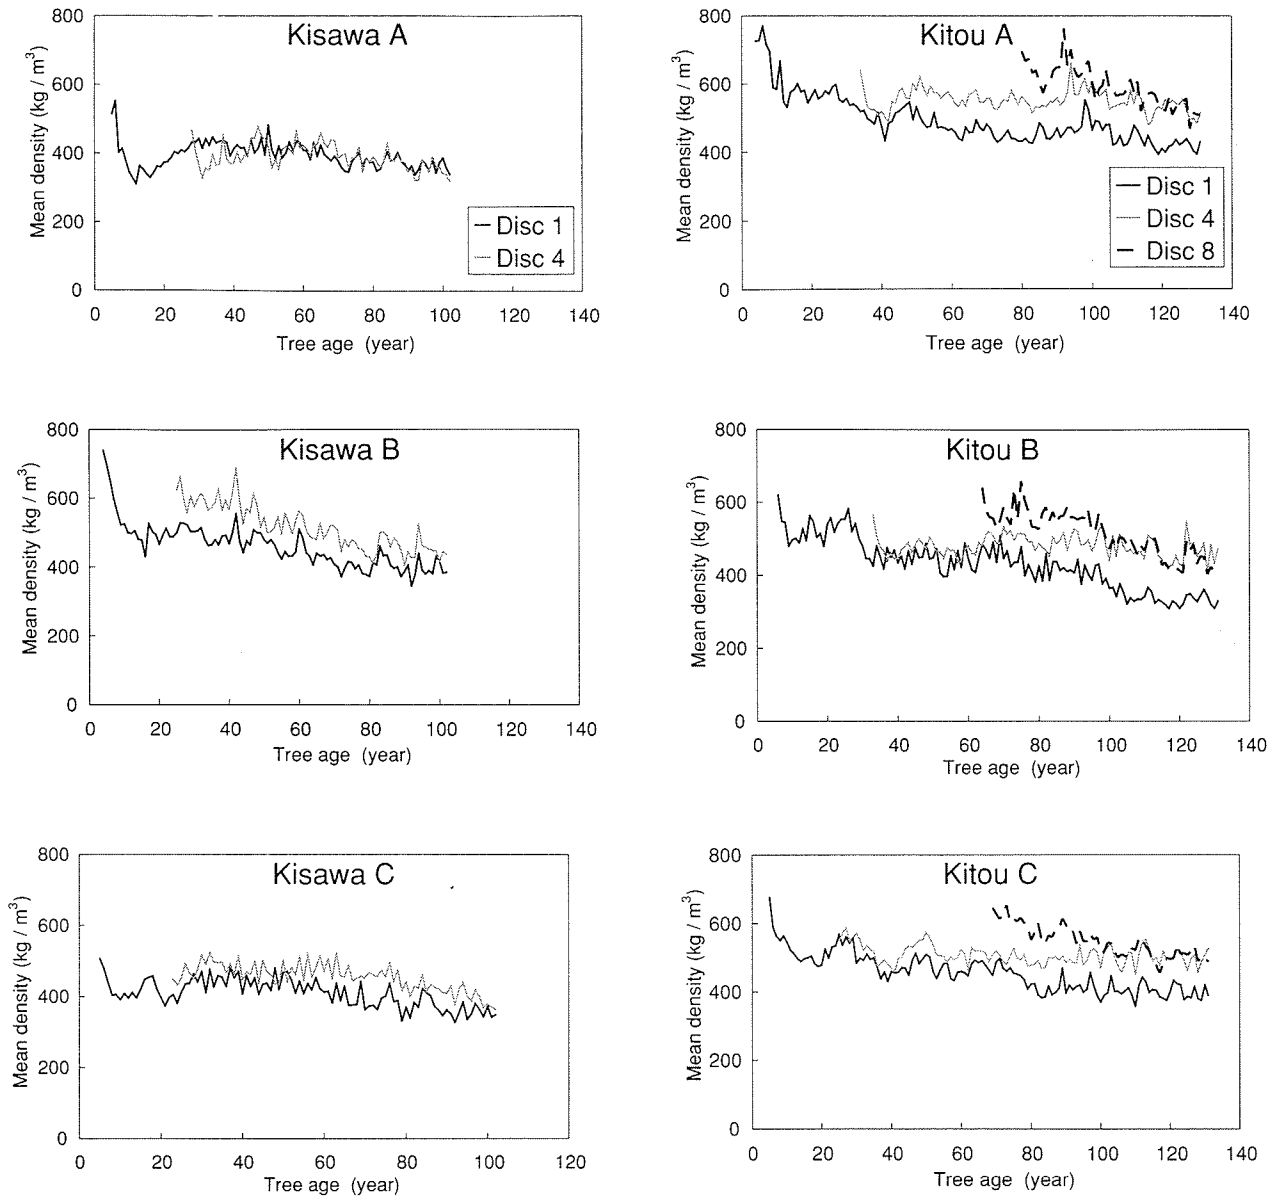 Kisawa A
Mean density (kg / m³)
800
600
400
200
0
0 20 40 60 80 100 120 140
Tree age (year)
Disc 1
Disc 4
Kitou A
Mean density (kg / m³)
800
600
400
200
0
0 20 40 60 80 100 120 140
Tree age (year)
Disc 1
Disc 4
Disc 8
Kisawa B
Mean density (kg / m³)
800
600
400
200
0
0 20 40 60 80 100 120 140
Tree age (year)
Kitou B
Mean density (kg / m³)
800
600
400
200
0
0 20 40 60 80 100 120 140
Tree age (year)
Kisawa C
Mean density (kg / m³)
800
600
400
200
0
0 20 40 60 80 100 120
Tree age (year)
Kitou C
Mean density (kg / m³)
800
600
400
200
0
0 20 40 60 80 100 120 140
Tree age (year)